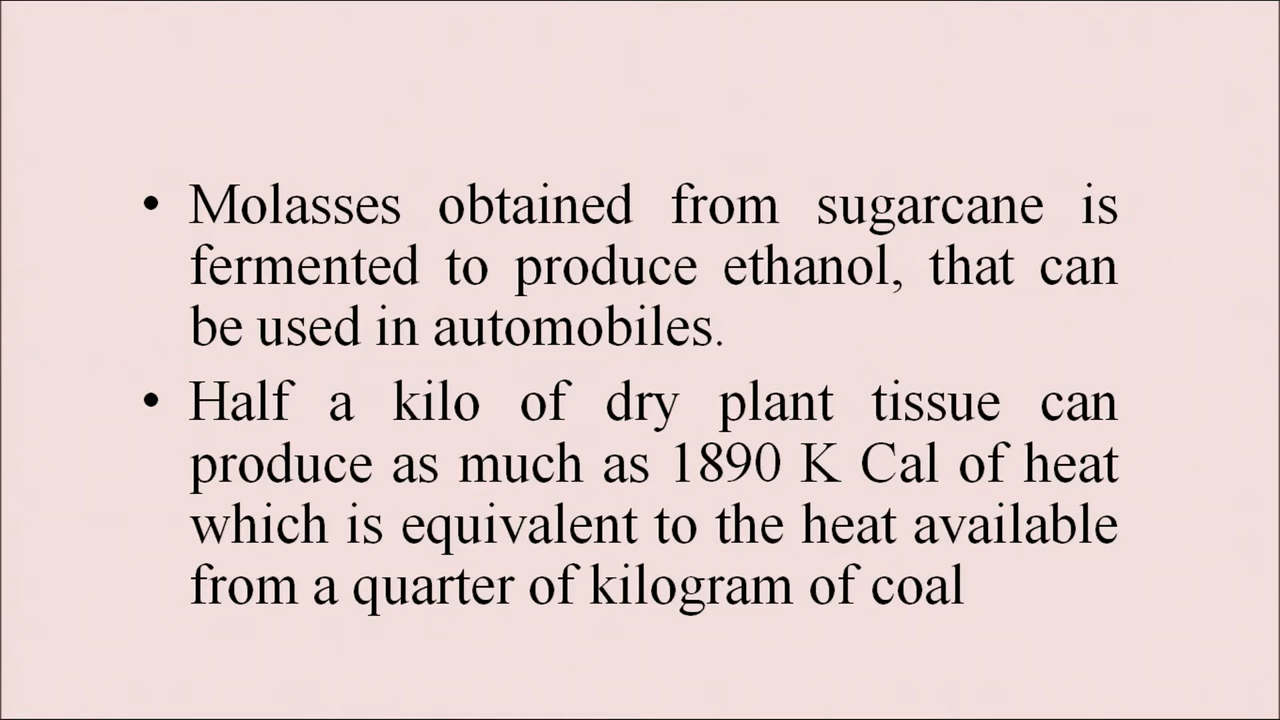 • Molasses obtained from sugarcane is
fermented to produce ethanol, that can
be used in automobiles.
• Half a kilo of dry plant tissue can
produce as much as 1890 K Cal of heat
which is equivalent to the heat available
from a quarter of kilogram of coal